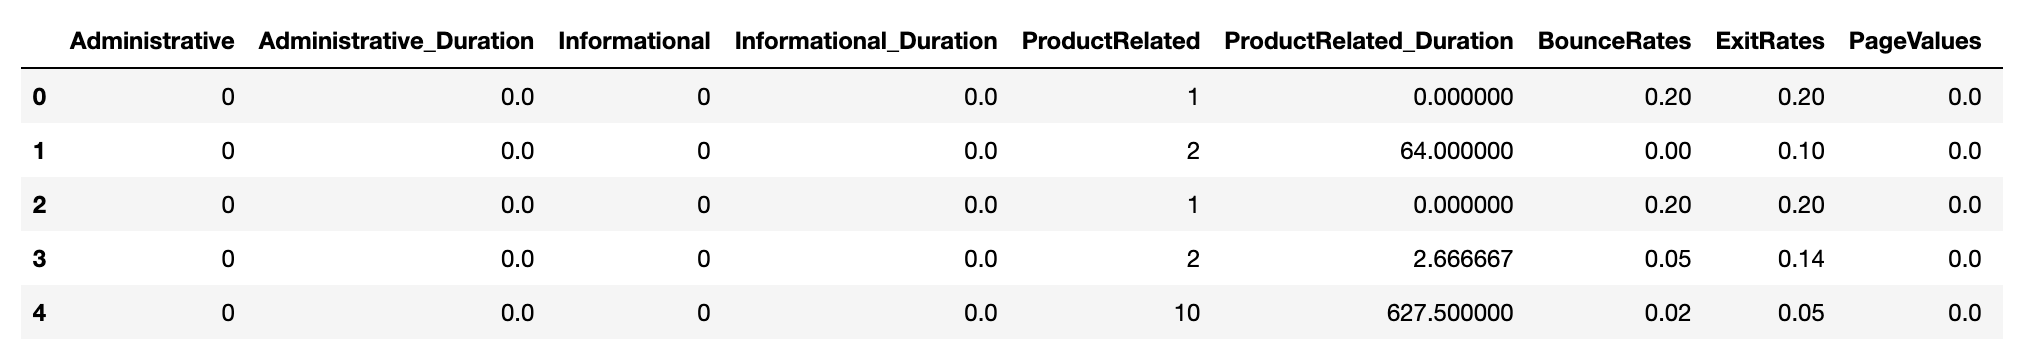 Administrative Administrative_Duration Informational Informational_Duration ProductRelated ProductRelated_Duration BounceRates ExitRates PageValues
0 0 0.0 0 0.0 1 0.000000 0.20 0.20 0.0
1 0 0.0 0 0.0 2 64.000000 0.00 0.10 0.0
2 0 0.0 0 0.0 1 0.000000 0.20 0.20 0.0
3 0 0.0 0 0.0 2 2.666667 0.05 0.14 0.0
4 0 0.0 0 0.0 10 627.500000 0.02 0.05 0.0